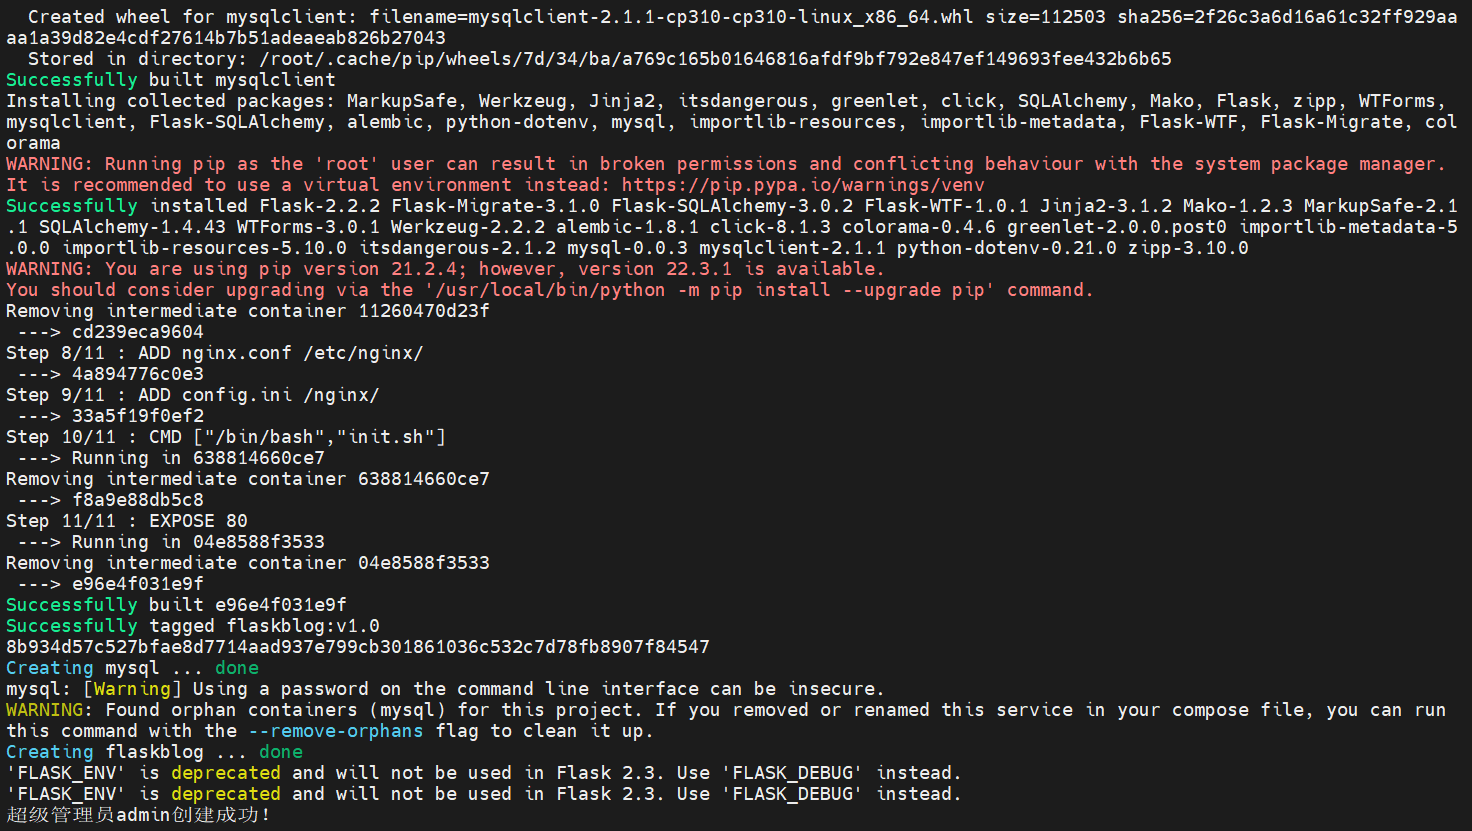 Created wheel for mysqlclient: filename=mysqlclient-2.1.1-cp310-cp310-linux_x86_64.whl size=112503 sha256=2f26c3a6d16a61c32ff929aa
aa1a39d82e4cdf27614b7b51adeaeab826b27043
Stored in directory: /root/.cache/pip/wheels/7d/34/ba/a769c165b01646816afdf9bf792e847ef149693fee432b6b65
Successfully built mysqlclient
Installing collected packages: MarkupSafe, Werkzeug, Jinja2, itsdangerous, greenlet, click, SQLAlchemy, Mako, Flask, zipp, WTForms,
mysqlclient, Flask-SQLAlchemy, alembic, python-dotenv, mysql, importlib-resources, importlib-metadata, Flask-WTF, Flask-Migrate, col
orama
WARNING: Running pip as the 'root' user can result in broken permissions and conflicting behaviour with the system package manager.
It is recommended to use a virtual environment instead: https://pip.pypa.io/warnings/venv
Successfully installed Flask-2.2.2 Flask-Migrate-3.1.0 Flask-SQLAlchemy-3.0.2 Flask-WTF-1.0.1 Jinja2-3.1.2 Mako-1.2.3 MarkupSafe-2.1
.1 SQLAlchemy-1.4.43 WTForms-3.0.1 Werkzeug-2.2.2 alembic-1.8.1 click-8.1.3 colorama-0.4.6 greenlet-2.0.0.post0 importlib-metadata-5
.0.0 importlib-resources-5.10.0 itsdangerous-2.1.2 mysql-0.0.3 mysqlclient-2.1.1 python-dotenv-0.21.0 zipp-3.10.0
WARNING: You are using pip version 21.2.4; however, version 22.3.1 is available.
You should consider upgrading via the '/usr/local/bin/python -m pip install --upgrade pip' command.
Removing intermediate container 11260470d23f
 ---> cd239eca9604
Step 8/11 : ADD nginx.conf /etc/nginx/
 ---> 4a894776c0e3
Step 9/11 : ADD config.ini /nginx/
 ---> 33a5f19f0ef2
Step 10/11 : CMD ["/bin/bash","init.sh"]
 ---> Running in 638814660ce7
Removing intermediate container 638814660ce7
 ---> f8a9e88db5c8
Step 11/11 : EXPOSE 80
 ---> Running in 04e8588f3533
Removing intermediate container 04e8588f3533
 ---> e96e4f031e9f
Successfully built e96e4f031e9f
Successfully tagged flaskblog:v1.0
8b934d57c527bfae8d7714aad937e799cb301861036c532c7d78fb8907f84547
Creating mysql ... done
mysql: [Warning] Using a password on the command line interface can be insecure.
WARNING: Found orphan containers (mysql) for this project. If you removed or renamed this service in your compose file, you can run
this command with the --remove-orphans flag to clean it up.
Creating flaskblog ... done
'FLASK_ENV' is deprecated and will not be used in Flask 2.3. Use 'FLASK_DEBUG' instead.
'FLASK_ENV' is deprecated and will not be used in Flask 2.3. Use 'FLASK_DEBUG' instead.
超级管理员admin创建成功！